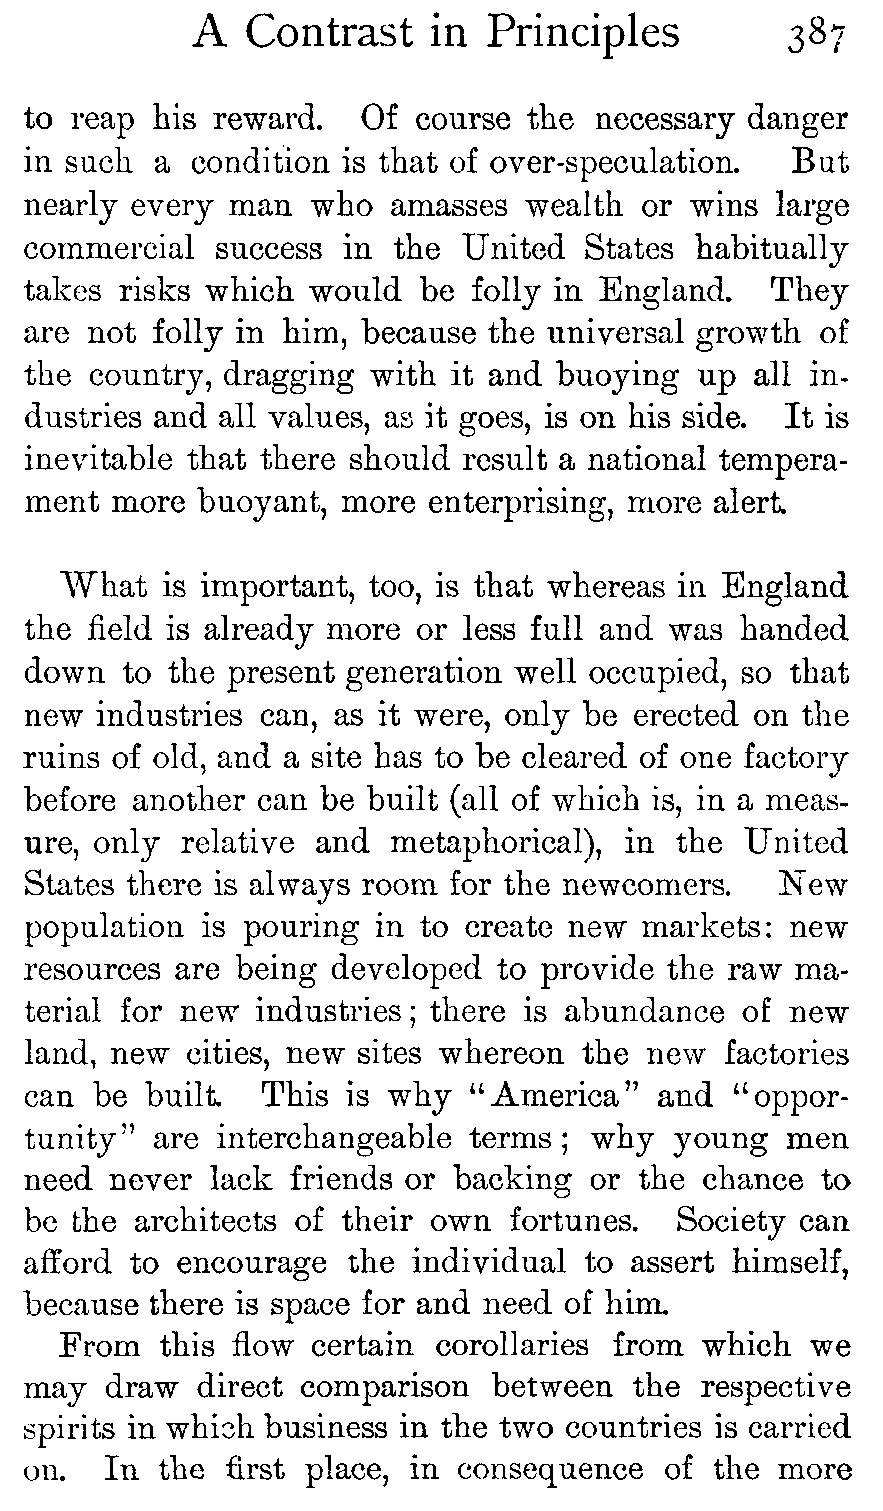 A Contrast in Principles 387
to reap his reward. Of course the necessary danger
in such a condition is that of over-speculation. But
nearly every man who amasses wealth or wins large
commercial success in the United States habitually
takes risks which would be folly in England. They
are not folly in him, because the universal growth of
the country, dragging with it and buoying up all in-
dustries and all values, as it goes, is on his side. It is
inevitable that there should result a national tempera-
ment more buoyant, more enterprising, more alert.
What is important, too, is that whereas in England
the field is already more or less full and was handed
down to the present generation well occupied, so that
new industries can, as it were, only be erected on the
ruins of old, and a site has to be cleared of one factory
before another can be built (all of which is, in a meas-
ure, only relative and metaphorical), in the United
States there is always room for the newcomers. New
population is pouring in to create new markets: new
resources are being developed to provide the raw ma-
terial for new industries; there is abundance of new
land, new cities, new sites whereon the new factories
can be built. This is why "America" and "oppor-
tunity" are interchangeable terms; why young men
need never lack friends or backing or the chance to
be the architects of their own fortunes. Society can
afford to encourage the individual to assert himself,
because there is space for and need of him.
From this flow certain corollaries from which we
may draw direct comparison between the respective
spirits in which business in the two countries is carried
on. In the first place, in consequence of the more